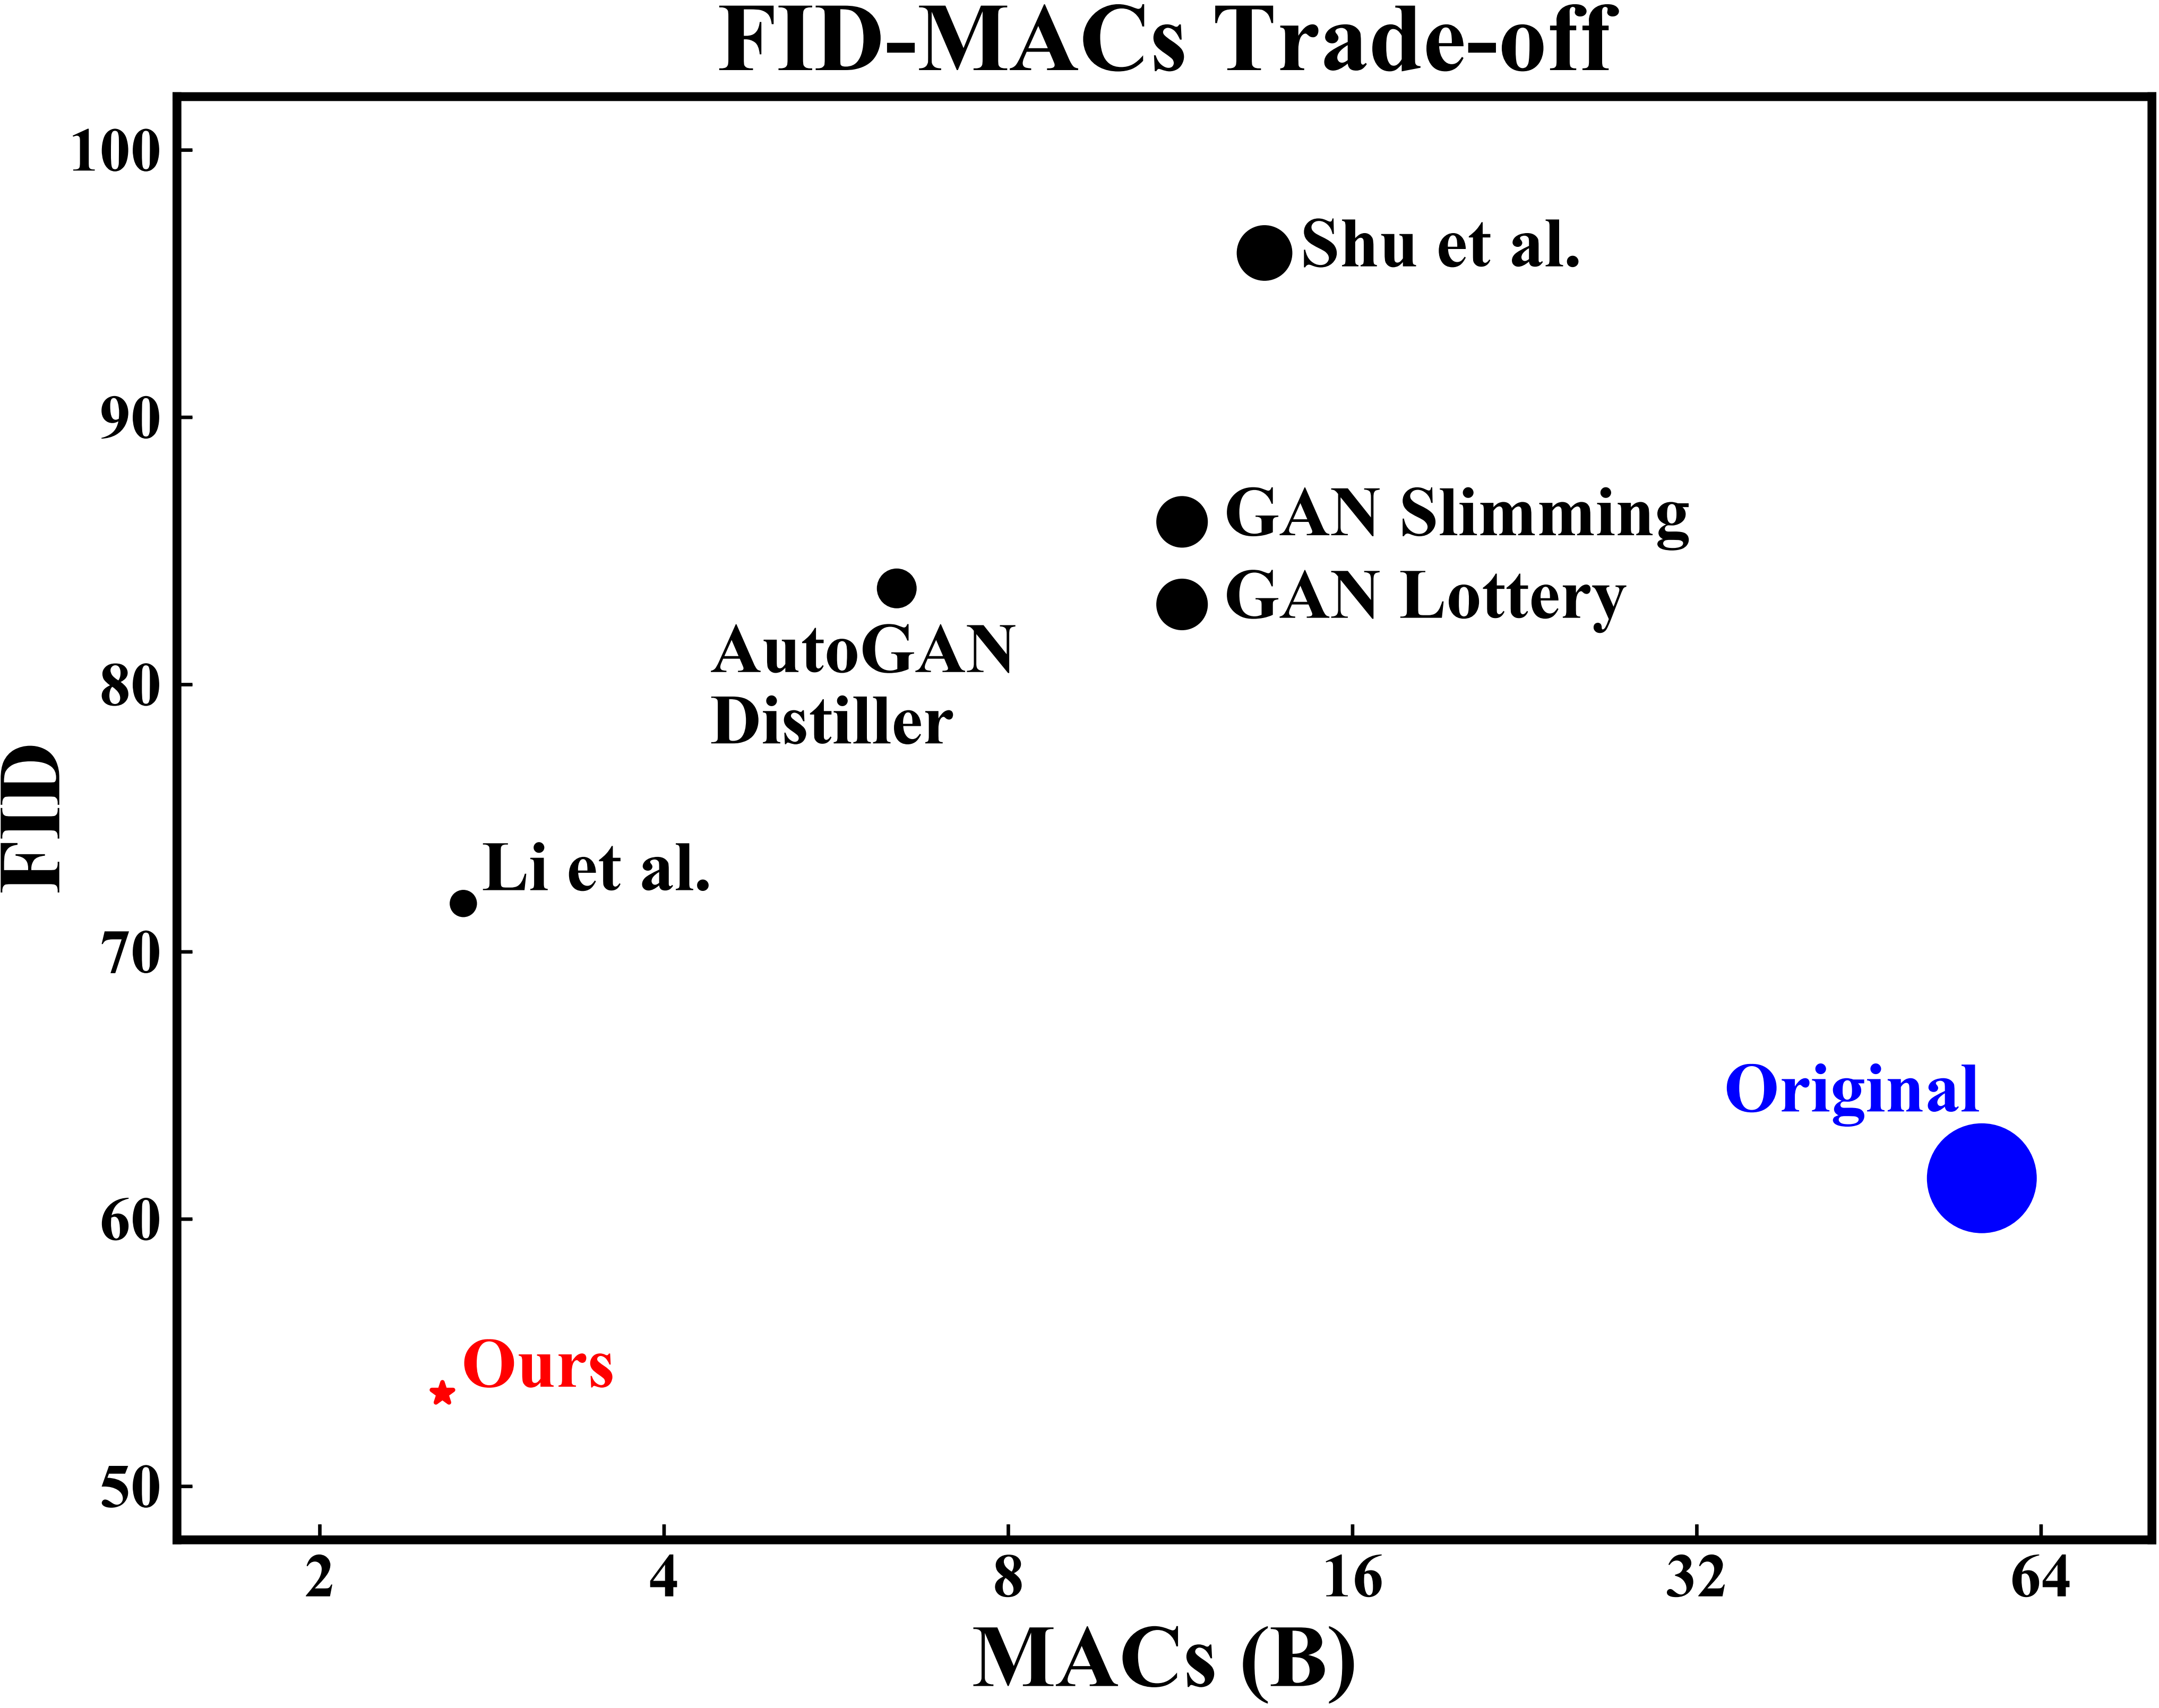 FID-MACs Trade-off
100
90
80
70
60
50
FID
Shu et al.
GAN Slimming
GAN Lottery
AutoGAN
Distiller
Li et al.
Original
Ours
2
4
8
16
32
64
MACs (B)